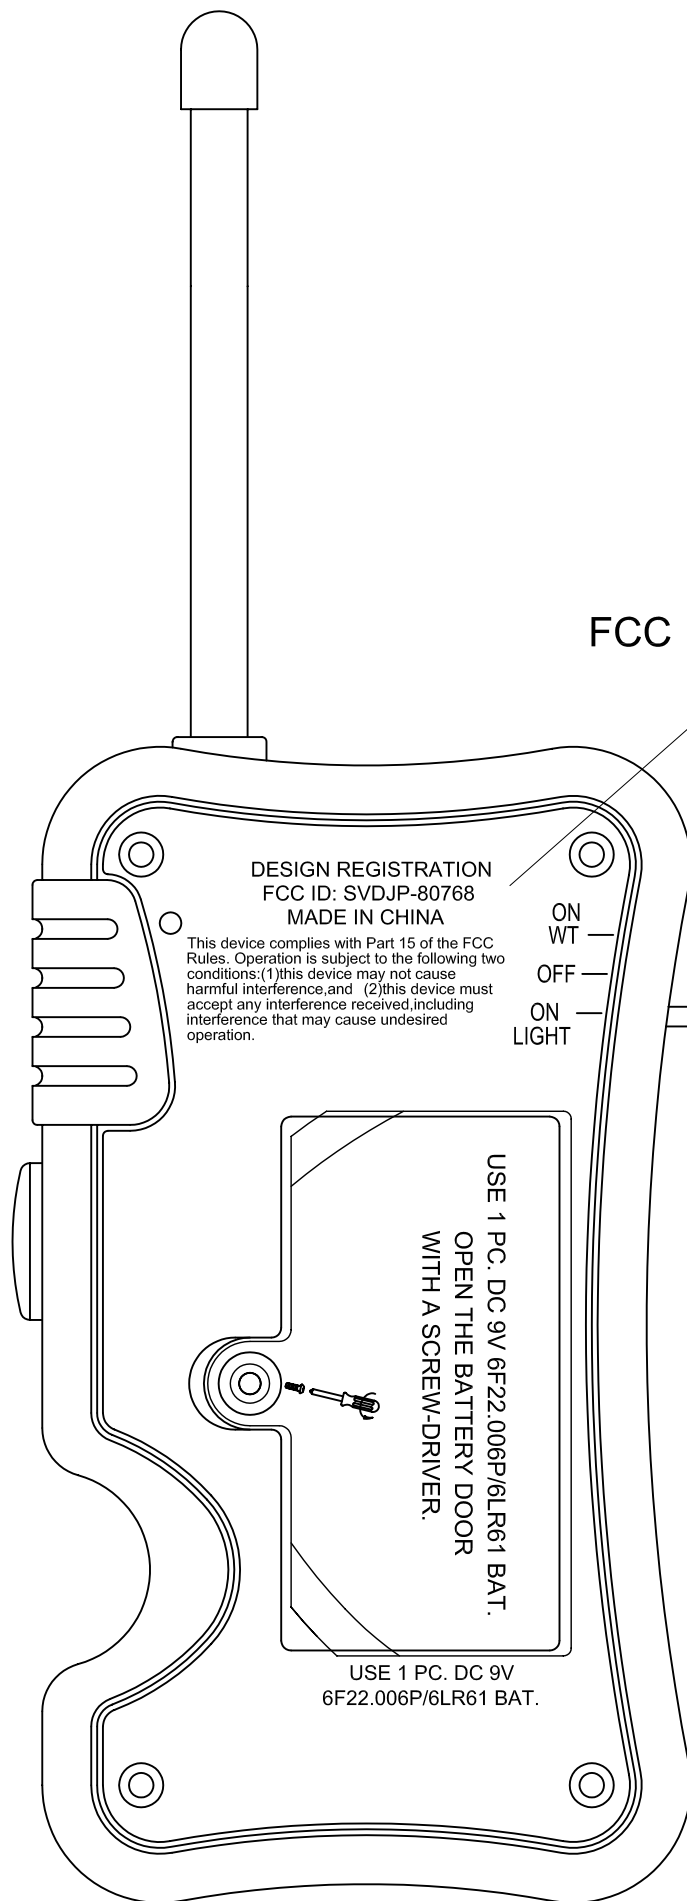 FCC
DESIGN REGISTRATION
FCC ID: SVDJP-80768
MADE IN CHINA
This device complies with Part 15 of the FCC
Rules. Operation is subject to the following two
conditions:(1)this device may not cause
harmful interference,and (2)this device must
accept any interference received,including
interference that may cause undesired
operation.
ON
WT
OFF
ON
LIGHT
USE 1 PC. DC 9V 6F22.006P/6LR61 BAT.
OPEN THE BATTERY DOOR
WITH A SCREW-DRIVER.
USE 1 PC. DC 9V
6F22.006P/6LR61 BAT.